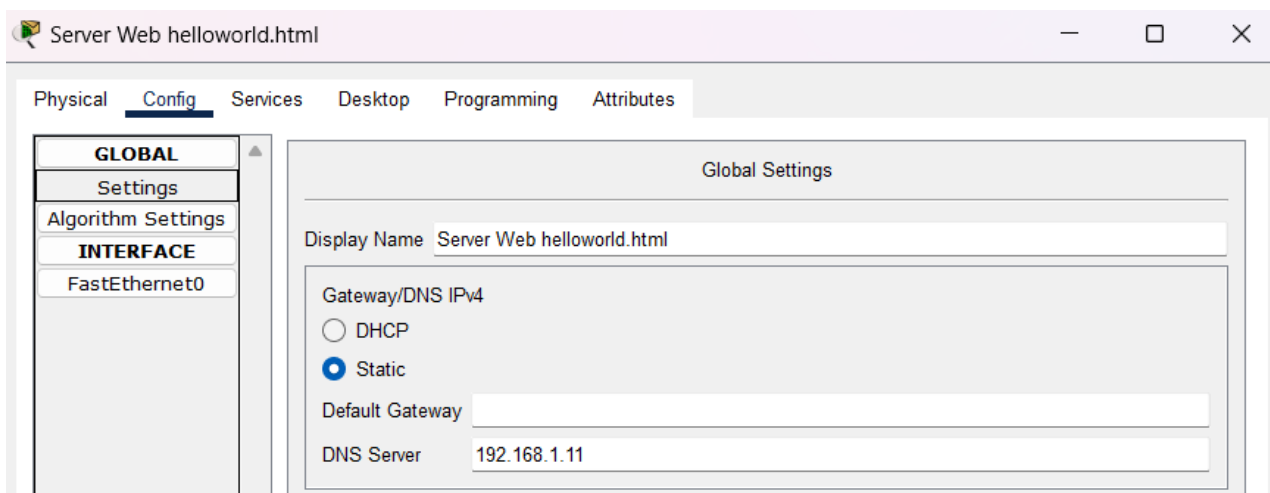 Server Web helloworld.html
Physical Config Services Desktop Programming Attributes
GLOBAL
Settings
Algorithm Settings
INTERFACE
FastEthernet0
Global Settings
Display Name Server Web helloworld.html
Gateway/DNS IPv4
DHCP
Static
Default Gateway
DNS Server 192.168.1.11